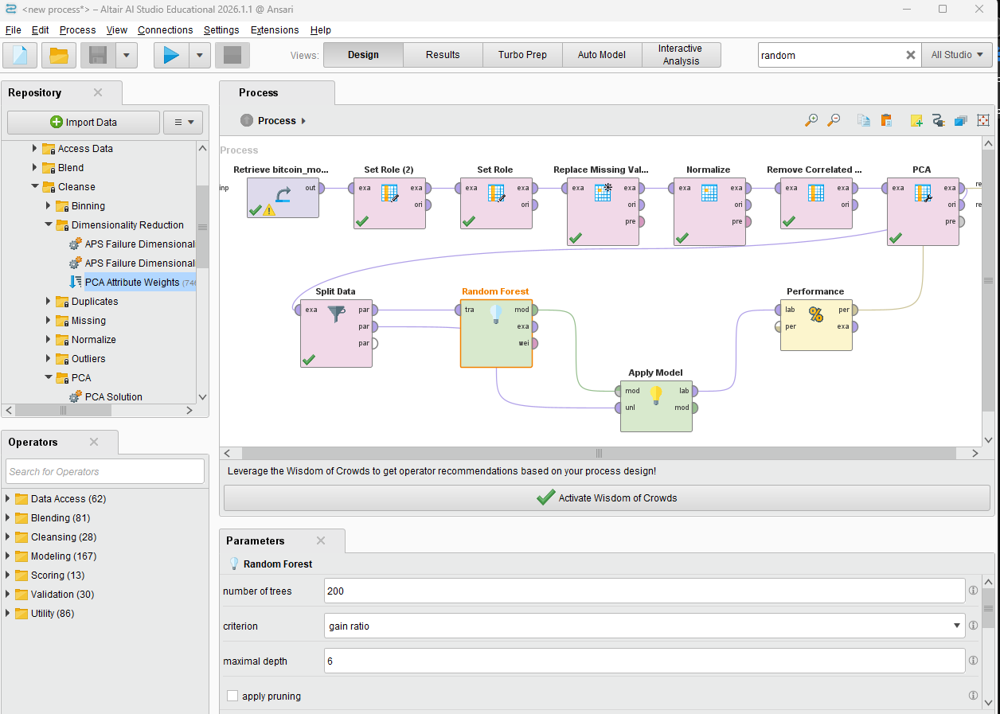 <new process*> – Altair AI Studio Educational 2026.1.1 @ Ansari
File Edit Process View Connections Settings Extensions Help
Views: Design Results Turbo Prep Auto Model Interactive Analysis
random
All Studio
Repository
Import Data
Access Data
Blend
Cleanse
Binning
Dimensionality Reduction
APS Failure Dimensional
APS Failure Dimensional
PCA Attribute Weights (746
Duplicates
Missing
Normalize
Outliers
PCA
PCA Solution
Operators
Search for Operators
Data Access (62)
Blending (81)
Cleansing (28)
Modeling (167)
Scoring (13)
Validation (30)
Utility (86)
Process
Process
Process
inp
Retrieve bitcoin_mo...
out
Set Role (2)
exa exa
ori
Set Role
exa exa
ori
Replace Missing Val...
exa exa
ori
pre
Normalize
exa exa
ori
pre
Remove Correlated ...
exa exa
ori
PCA
exa exa
ori
pre
re
re
Split Data
exa par
par
par
Random Forest
tra mod
exa
wei
Apply Model
mod lab
unl mod
Performance
lab per
per exa
Leverage the Wisdom of Crowds to get operator recommendations based on your process design!
Activate Wisdom of Crowds
Parameters
Random Forest
number of trees 200
criterion gain ratio
maximal depth 6
apply pruning